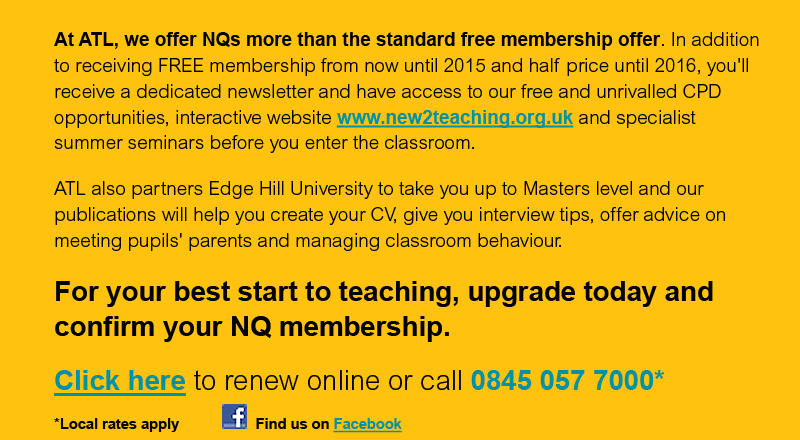 At ATL, we offer NQs more than the standard free membership offer. In addition
to receiving FREE membership from now until 2015 and half price until 2016, you'll
receive a dedicated newsletter and have access to our free and unrivalled CPD
opportunities, interactive website www.new2teaching.org.uk and specialist
summer seminars before you enter the classroom.
ATL also partners Edge Hill University to take you up to Masters level and our
publications will help you create your CV, give you interview tips, offer advice on
meeting pupils' parents and managing classroom behaviour.
For your best start to teaching, upgrade today and
confirm your NQ membership.
Click here to renew online or call 0845 057 7000*
*Local rates apply f Find us on Facebook